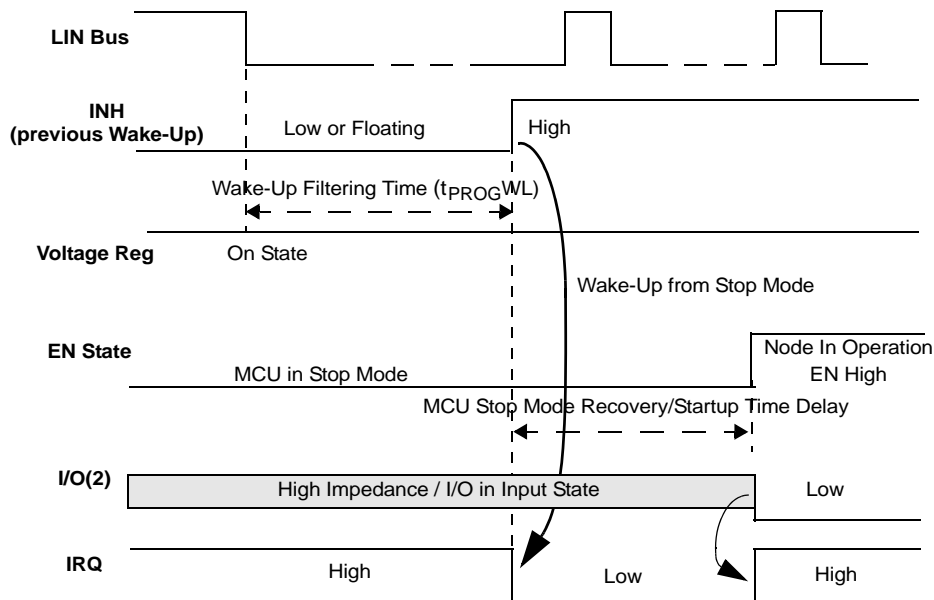 LIN Bus
INH
(previous Wake-Up)
Low or Floating
High
Wake-Up Filtering Time (tPROGWL)
Voltage Reg
On State
Wake-Up from Stop Mode
EN State
Node In Operation
EN High
MCU in Stop Mode
MCU Stop Mode Recovery/Startup Time Delay
I/O(2)
High Impedance / I/O in Input State
Low
IRQ
High
Low
High